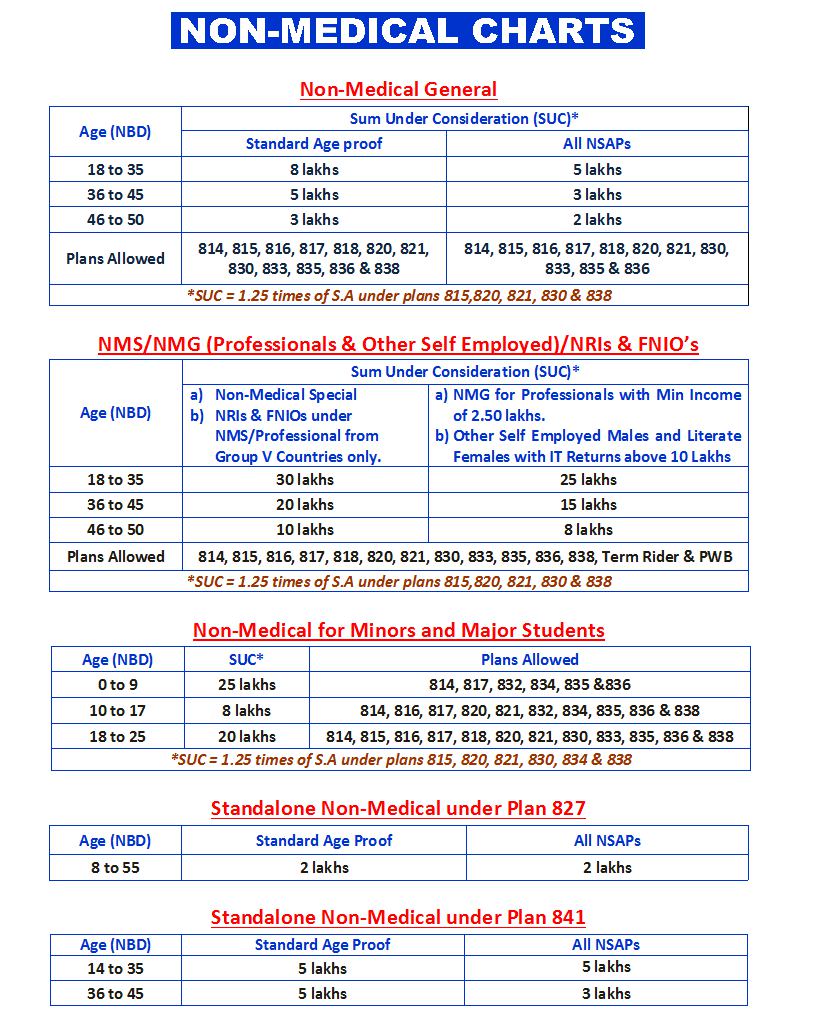 NON-MEDICAL CHARTS
Non-Medical General
Age (NBD)
Sum Under Consideration (SUC)*
Standard Age proof
All NSAPs
18 to 35
8 lakhs
5 lakhs
36 to 45
5 lakhs
3 lakhs
46 to 50
3 lakhs
2 lakhs
Plans Allowed
814, 815, 816, 817, 818, 820, 821,
830, 833, 835, 836 & 838
814, 815, 816, 817, 818, 820, 821, 830,
833, 835 & 836
*SUC = 1.25 times of S.A under plans 815,820, 821, 830 & 838
NMS/NMG (Professionals & Other Self Employed)/NRIs & FNIO’s
Age (NBD)
Sum Under Consideration (SUC)*
a) Non-Medical Special
b) NRIs & FNIOs under
NMS/Professional from
Group V Countries only.
a) NMG for Professionals with Min Income
of 2.50 lakhs.
b) Other Self Employed Males and Literate
Females with IT Returns above 10 Lakhs
18 to 35
30 lakhs
25 lakhs
36 to 45
20 lakhs
15 lakhs
46 to 50
10 lakhs
8 lakhs
Plans Allowed
814, 815, 816, 817, 818, 820, 821, 830, 833, 835, 836, 838, Term Rider & PWB
*SUC = 1.25 times of S.A under plans 815,820, 821, 830 & 838
Non-Medical for Minors and Major Students
Age (NBD)
SUC*
Plans Allowed
0 to 9
25 lakhs
814, 817, 832, 834, 835 &836
10 to 17
8 lakhs
814, 816, 817, 820, 821, 832, 834, 835, 836 & 838
18 to 25
20 lakhs
814, 815, 816, 817, 818, 820, 821, 830, 833, 835, 836 & 838
*SUC = 1.25 times of S.A under plans 815, 820, 821, 830, 834 & 838
Standalone Non-Medical under Plan 827
Age (NBD)
Standard Age Proof
All NSAPs
8 to 55
2 lakhs
2 lakhs
Standalone Non-Medical under Plan 841
Age (NBD)
Standard Age Proof
All NSAPs
14 to 35
5 lakhs
5 lakhs
36 to 45
5 lakhs
3 lakhs